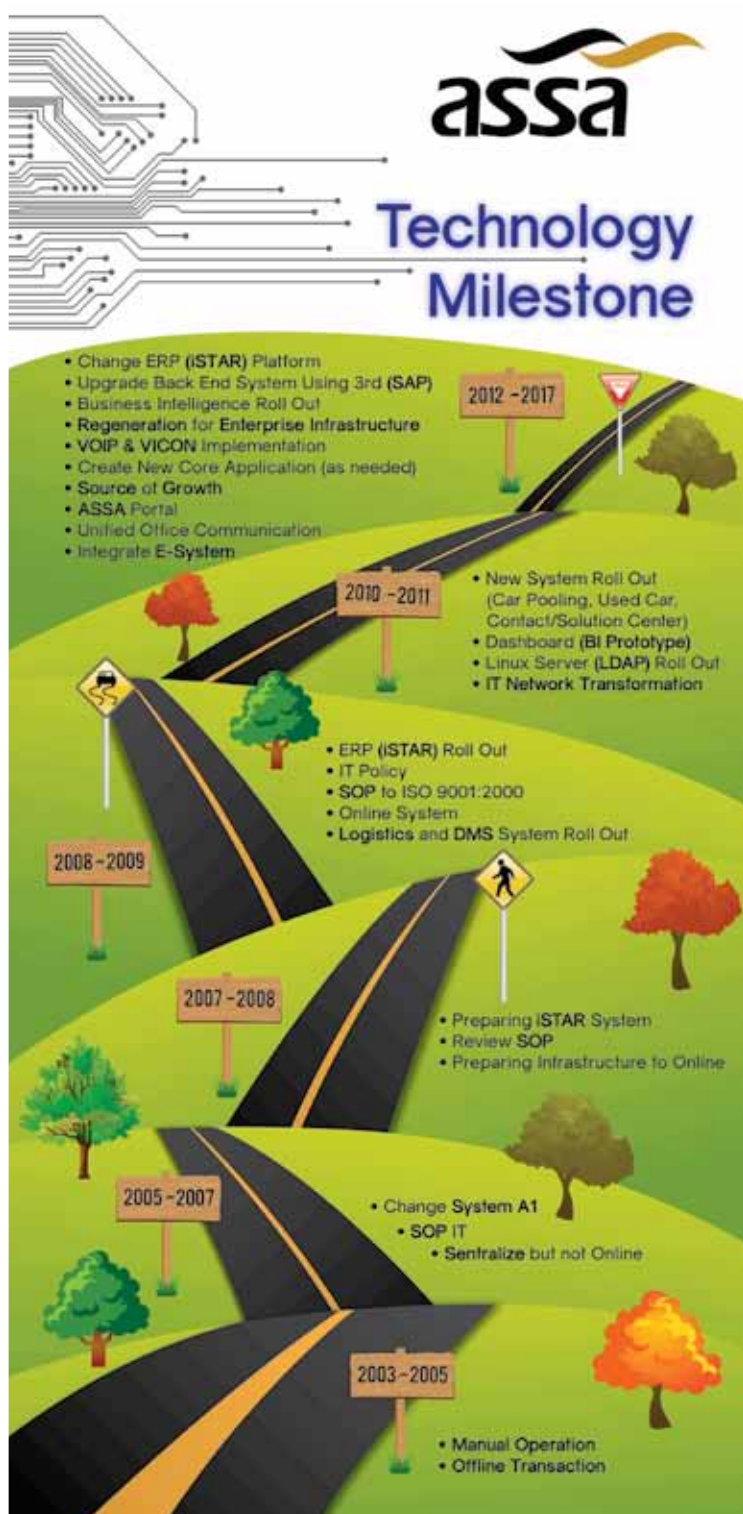 assa
Technology
Milestone
• Change ERP (iSTAR) Platform
• Upgrade Back End System Using 3rd (SAP)
• Business Intelligence Roll Out
• Regeneration for Enterprise Infrastructure
• VOIP & VICON Implementation
• Create New Core Application (as needed)
• Source of Growth
• ASSA Portal
• Unified Office Communication
• Integrate E-System
2012 - 2017
2010 - 2011
• New System Roll Out
(Car Pooling, Used Car,
Contact/Solution Center)
• Dashboard (BI Prototype)
• Linux Server (LDAP) Roll Out
• IT Network Transformation
• ERP (iSTAR) Roll Out
• IT Policy
• SOP to ISO 9001:2000
• Online System
• Logistics and DMS System Roll Out
2008 - 2009
2007 - 2008
• Preparing iSTAR System
• Review SOP
• Preparing Infrastructure to Online
2005 - 2007
• Change System A1
• SOP IT
• Sentralize but not Online
2003 - 2005
• Manual Operation
• Offline Transaction